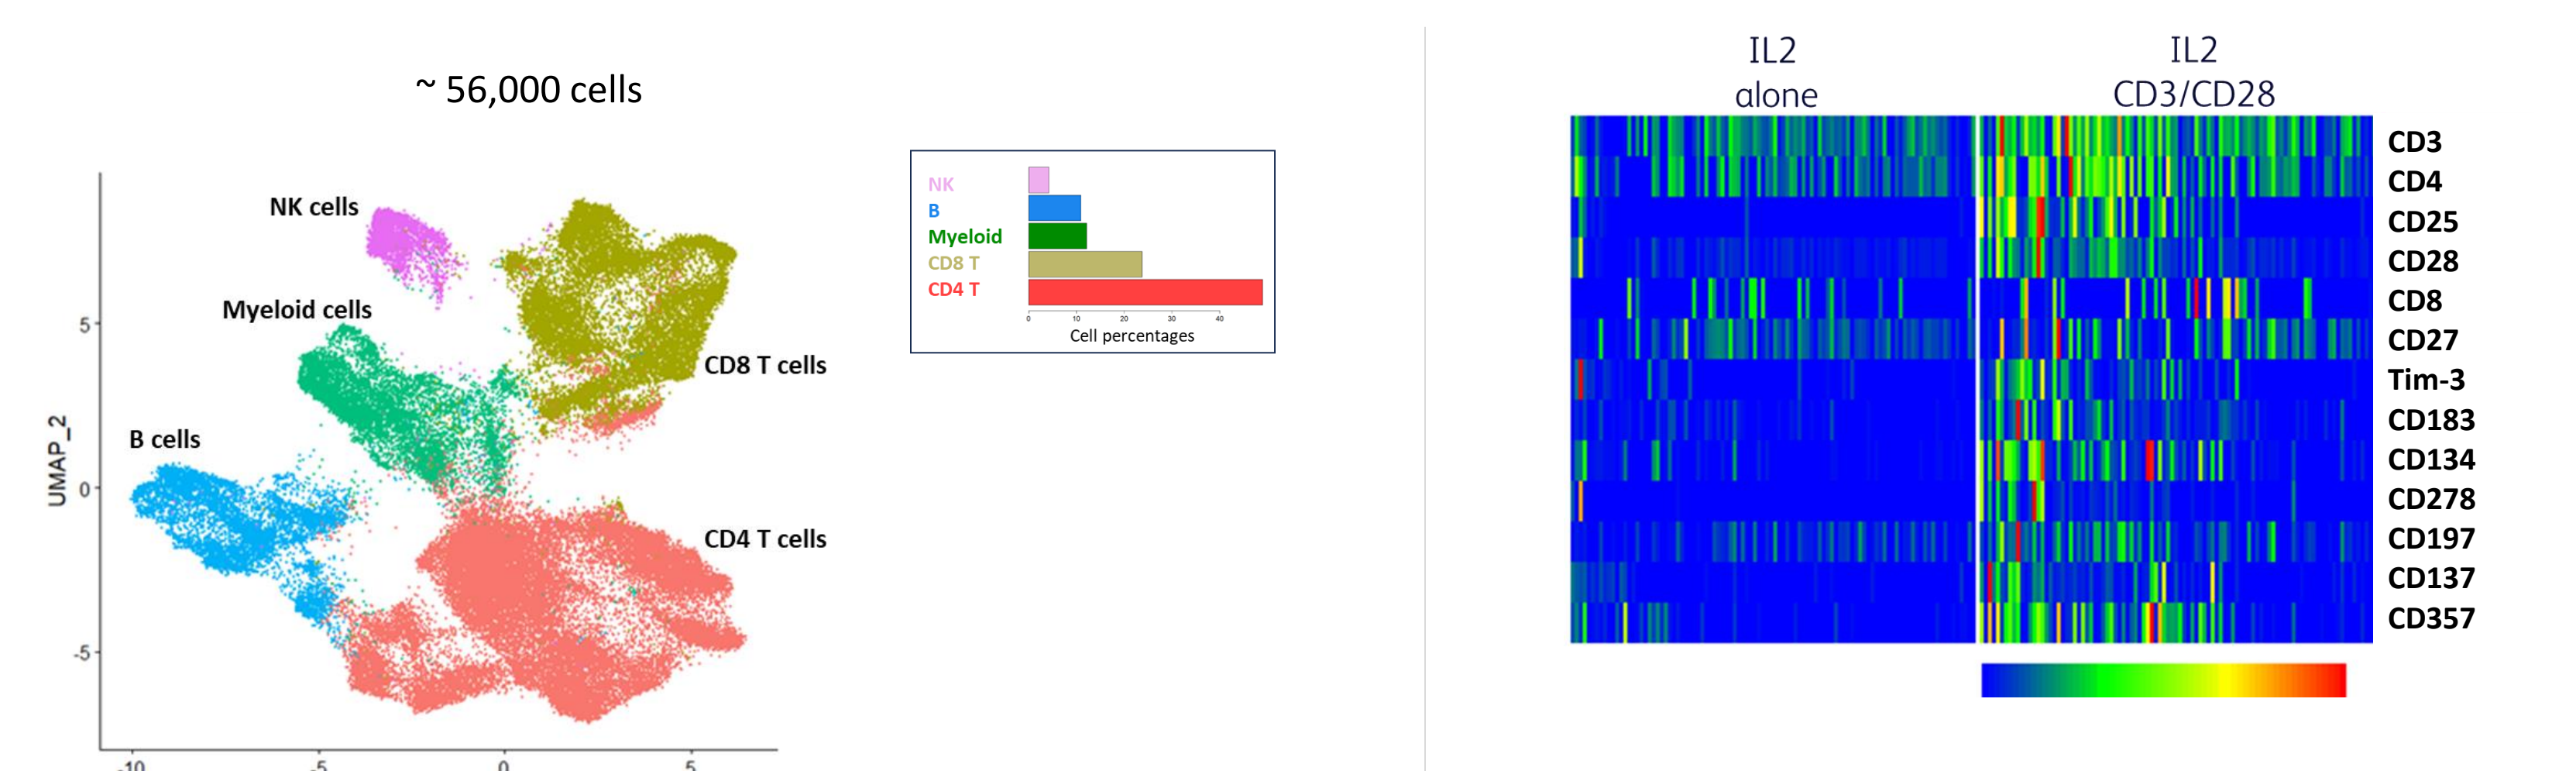 ~ 56,000 cells
NK cells
Myeloid cells
B cells
CD8 T cells
CD4 T cells
UMAP_2
5
0
-5
-10
-5
0
5
NK
B
Myeloid
CD8 T
CD4 T
0 10 20 30 40
Cell percentages
IL2
alone
IL2
CD3/CD28
CD3
CD4
CD25
CD28
CD8
CD27
Tim-3
CD183
CD134
CD278
CD197
CD137
CD357